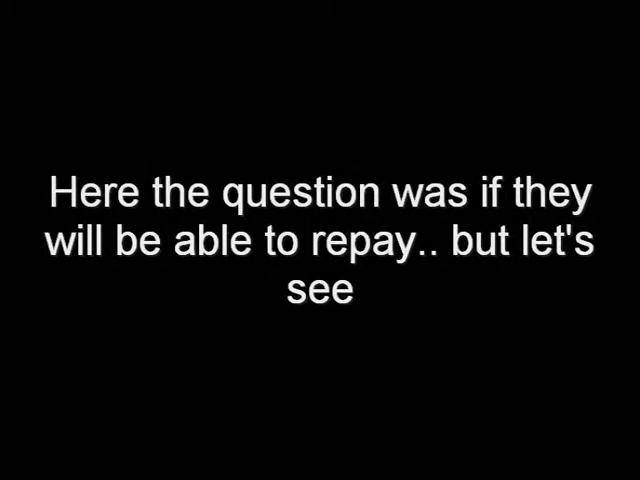 Here the question was if they
will be able to repay.. but let's
see